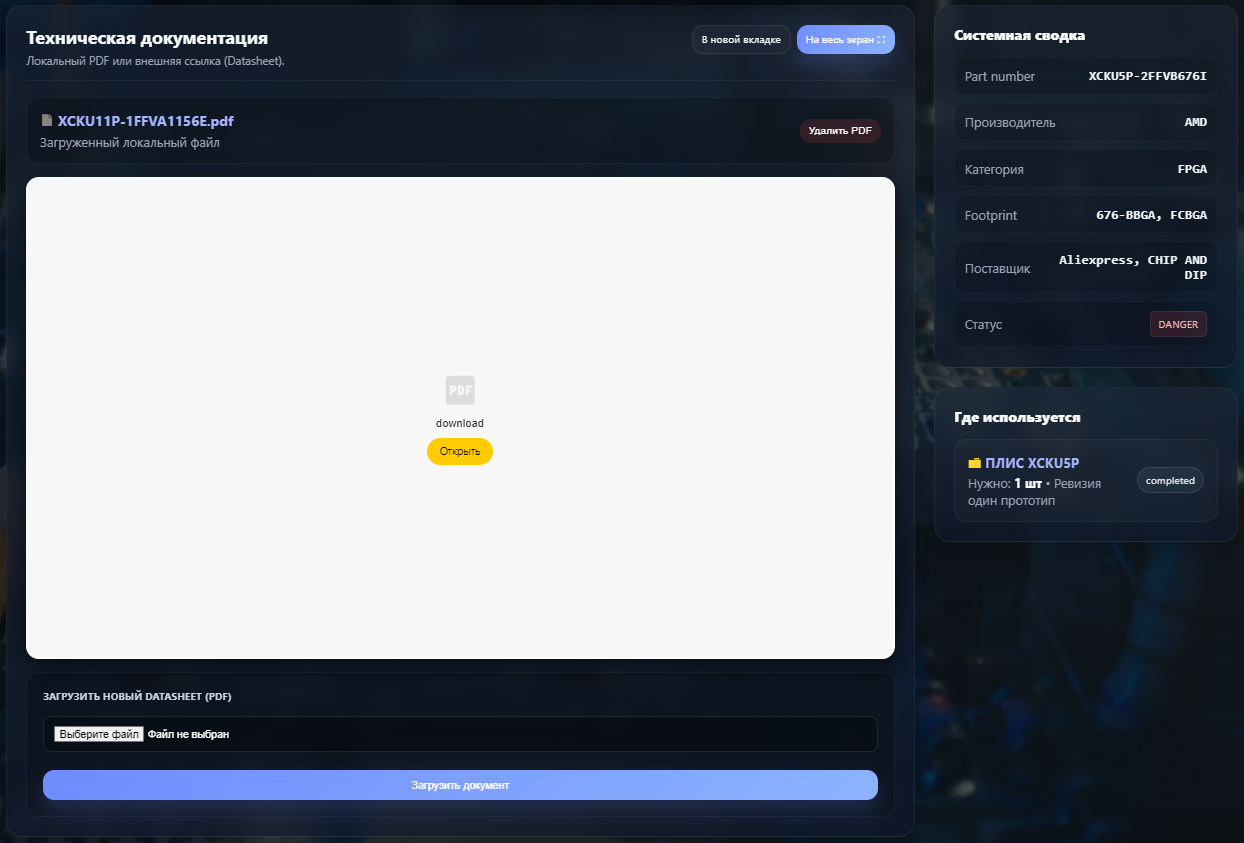 Техническая документация
Локальный PDF или внешняя ссылка (Datasheet).
В новой вкладке
На весь экран
XCKU11P-1FFVA1156E.pdf
Загруженный локальный файл
Удалить PDF
PDF
download
Открыть
ЗАГРУЗИТЬ НОВЫЙ DATASHEET (PDF)
Выберите файл Файл не выбран
Загрузить документ
Системная сводка
Part number XCKU5P-2FFVB676I
Производитель AMD
Категория FPGA
Footprint 676-BBGA, FCBGA
Поставщик Aliexpress, CHIP AND
DIP
Статус DANGER
Где используется
ПЛИС XCKU5P
Нужно: 1 шт • Ревизия
один прототип
completed